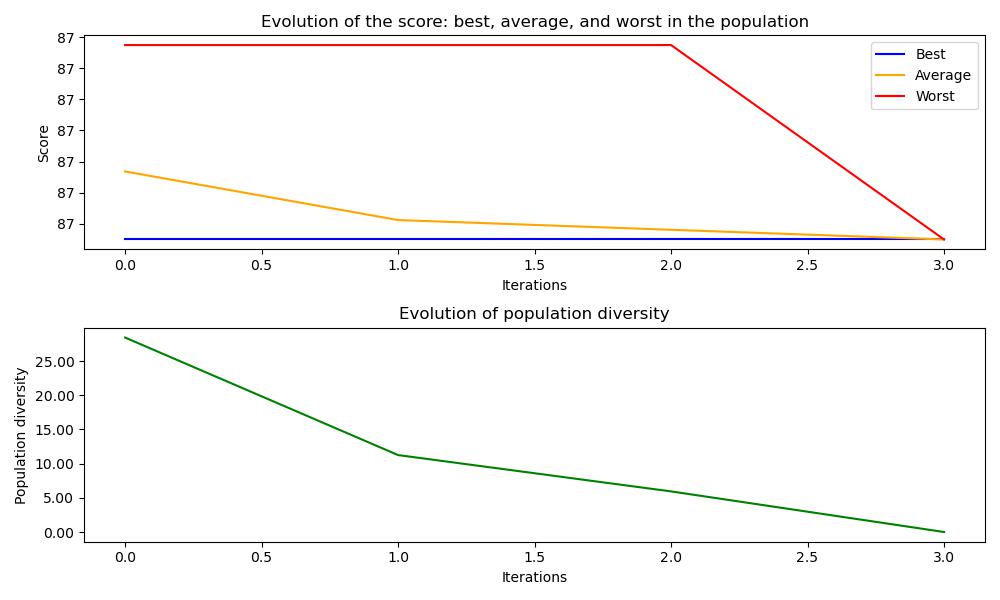 Evolution of the score: best, average, and worst in the population
87
87
87
87
87
87
87
Score
Best
Average
Worst
0.0 0.5 1.0 1.5 2.0 2.5 3.0
Iterations
Evolution of population diversity
25.00
20.00
15.00
10.00
5.00
0.00
Population diversity
0.0 0.5 1.0 1.5 2.0 2.5 3.0
Iterations